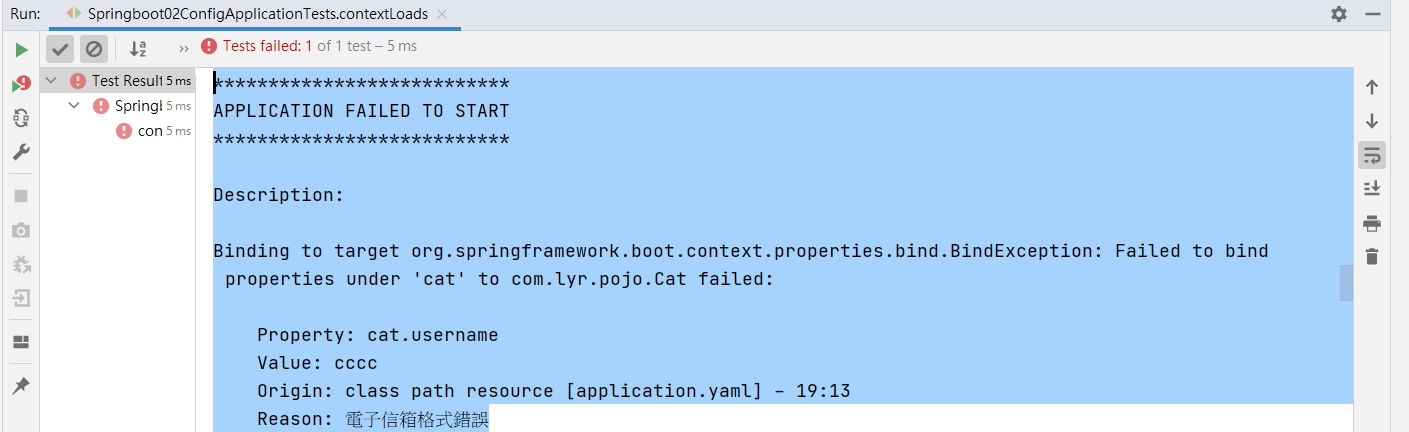 Run: Springboot02ConfigApplicationTests.contextLoads
Tests failed: 1 of 1 test – 5 ms
Test Result 5 ms
Springb 5 ms
con 5 ms
***************************
APPLICATION FAILED TO START
***************************
Description:
Binding to target org.springframework.boot.context.properties.bind.BindException: Failed to bind
properties under 'cat' to com.lyr.pojo.Cat failed:
Property: cat.username
Value: cccc
Origin: class path resource [application.yaml] – 19:13
Reason: 電子信箱格式錯誤